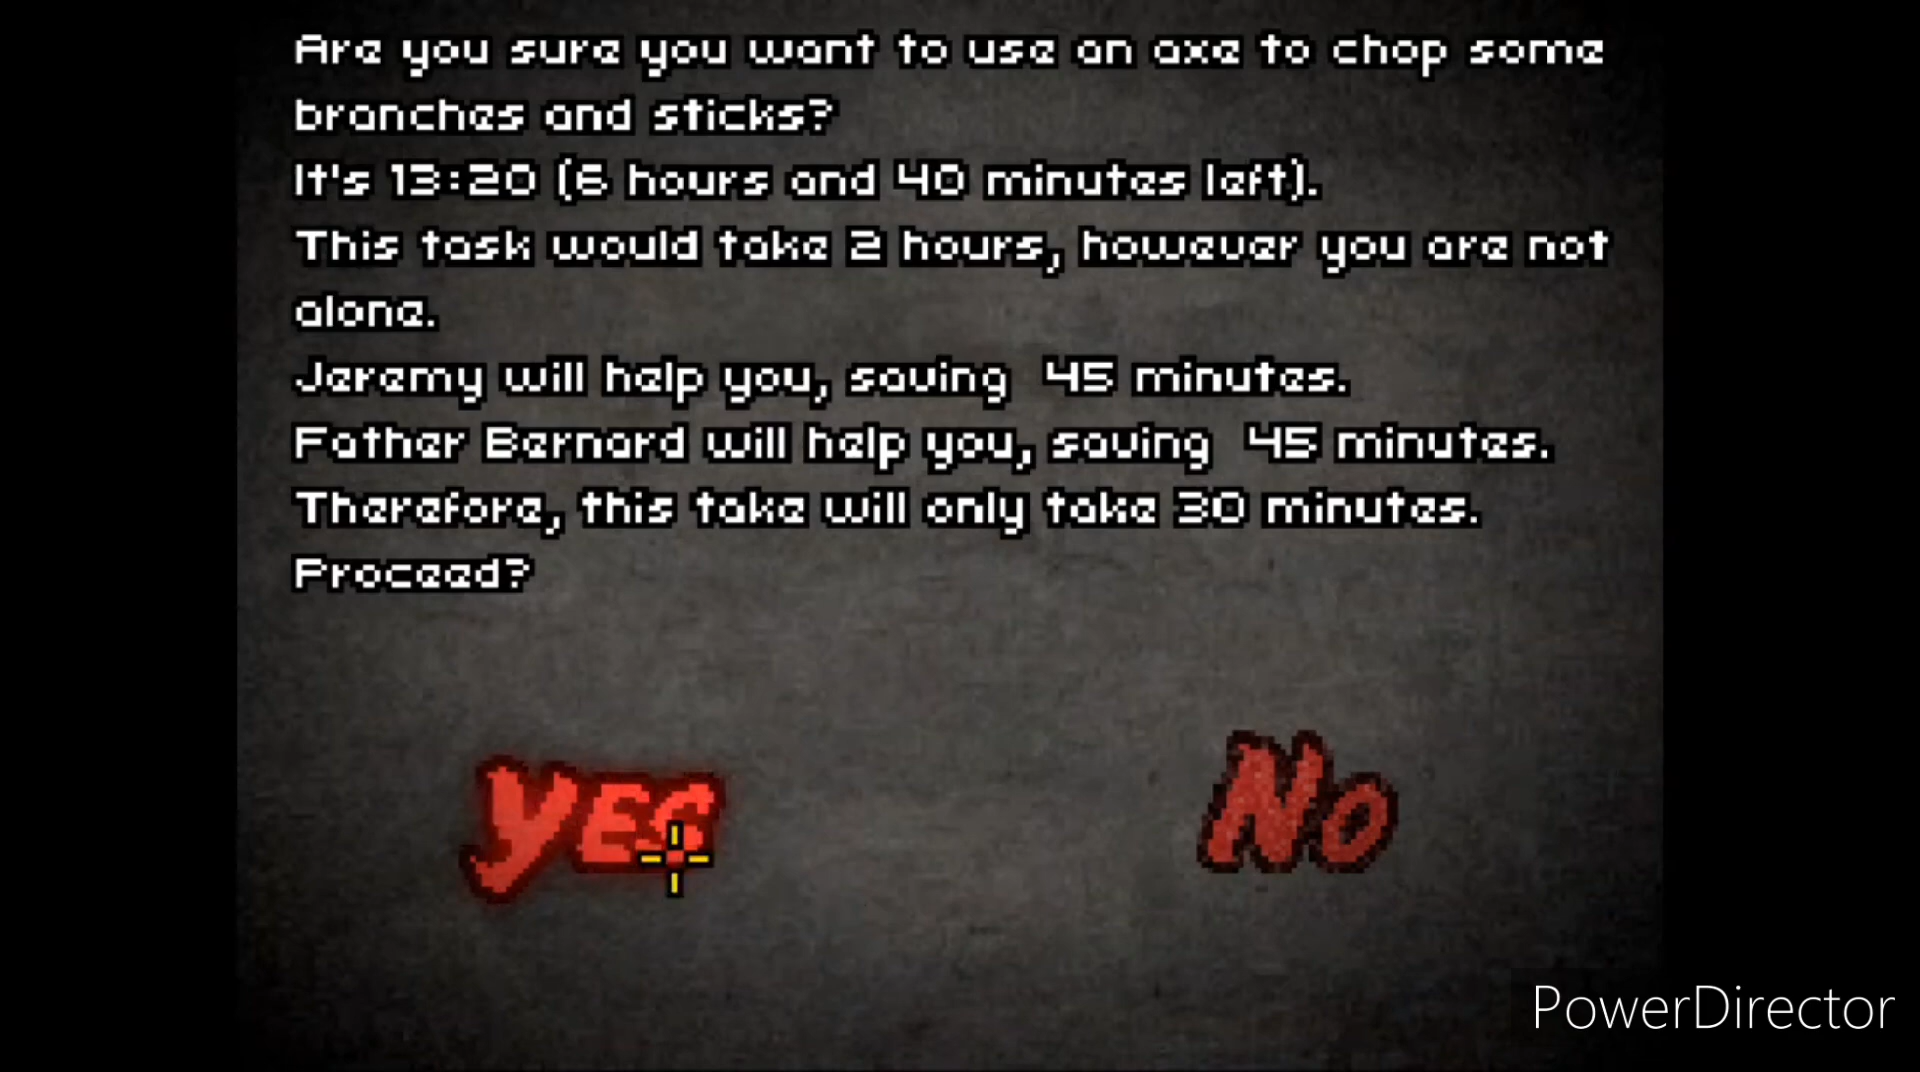 Are you sure you want to use an axe to chop some
branches and sticks?
It's 13:20 (6 hours and 40 minutes left).
This task would take 2 hours, however you are not
alone.
Jeremy will help you, saving  45 minutes.
Father Bernard will help you, saving  45 minutes.
Therefore, this take will only take 30 minutes.
Proceed?
Yes No
PowerDirector